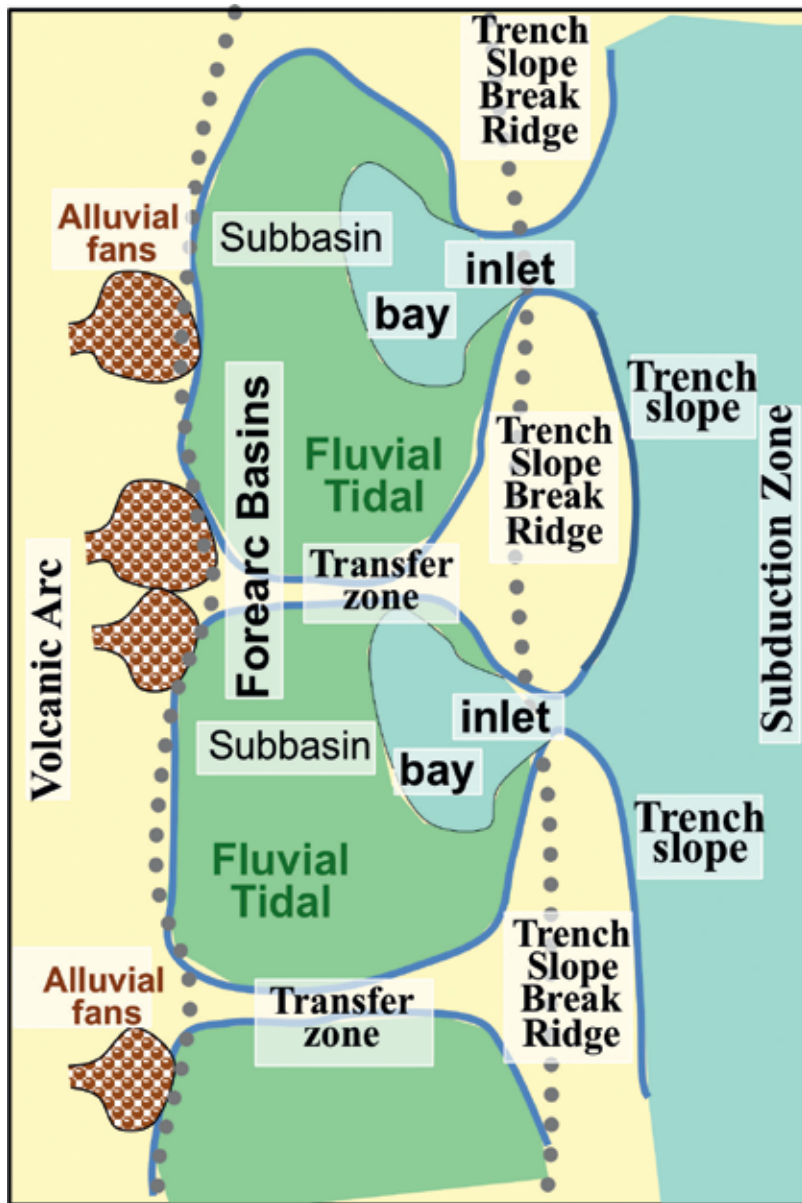 Trench
Slope
Break
Ridge
Alluvial
fans
Subbasin
inlet
bay
Trench
slope
Forearc Basins
Fluvial
Tidal
Trench
Slope
Break
Ridge
Subduction Zone
Transfer
zone
Volcanic Arc
Subbasin
inlet
bay
Trench
slope
Fluvial
Tidal
Trench
Slope
Break
Ridge
Alluvial
fans
Transfer
zone